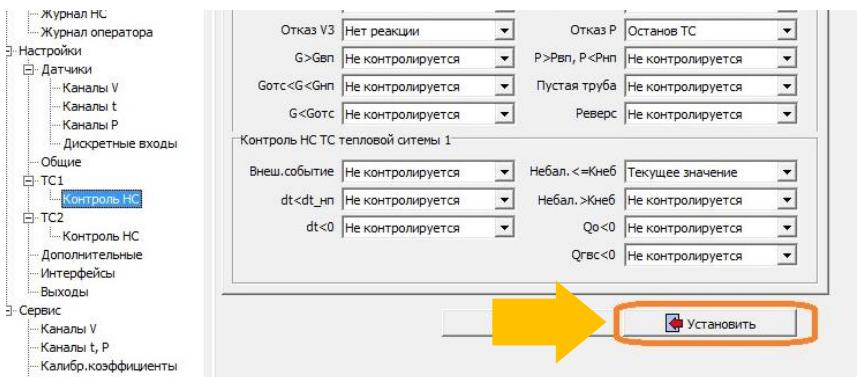 Журнал НС
Журнал оператора
Настройки
Датчики
Каналы V
Каналы t
Каналы P
Дискретные входы
Общие
ТС1
Контроль НС
ТС2
Контроль НС
Дополнительные
Интерфейсы
Выходы
Сервис
Каналы V
Каналы t, P
Калибр.коэффициенты
Отказ V3 Нет реакции Отказ P Останов ТС
G>Gвп Не контролируется P>Pвп, P<Pнп Не контролируется
Gотс<G<Gнп Не контролируется Пустая труба Не контролируется
G<Gотс Не контролируется Реверс Не контролируется
Контроль НС ТС тепловой ситемы 1
Внеш.событие Не контролируется Небал.<=Кнеб Текущее значение
dt<dt_нп Не контролируется Небал.>Кнеб Не контролируется
dt<0 Не контролируется Qо<0 Не контролируется
Qгвс<0 Не контролируется
Установить